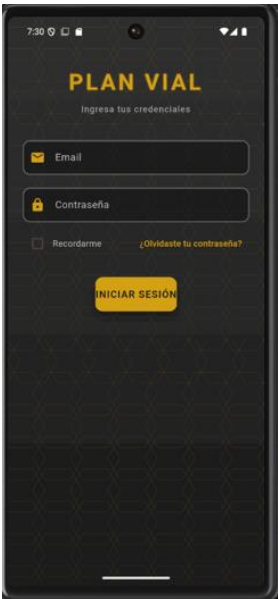 7:30
PLAN VIAL
Ingresa tus credenciales
Email
Contraseña
Recordarme ¿Olvidaste tu contraseña?
INICIAR SESIÓN